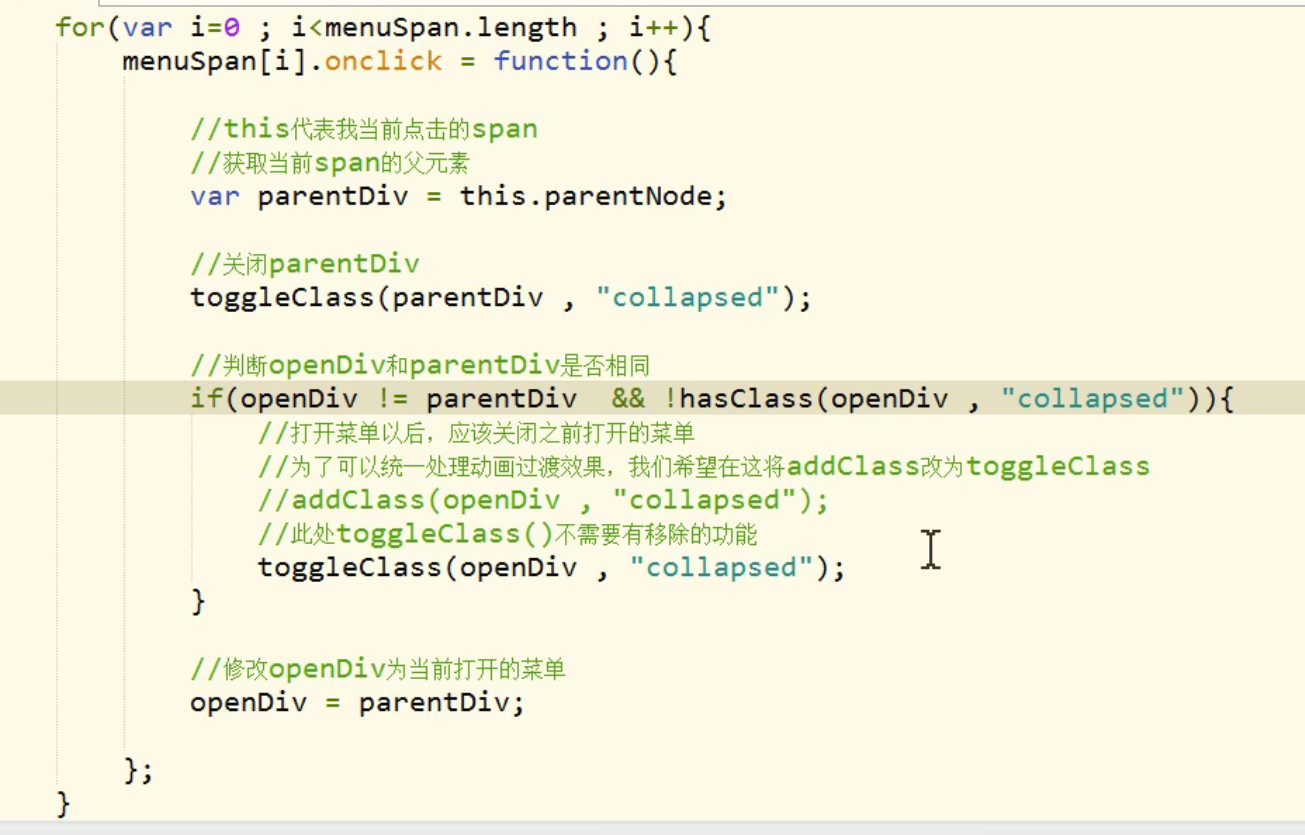 for(var i=0 ; i<menuSpan.length ; i++){
menuSpan[i].onclick = function(){
//this代表我当前点击的span
//获取当前span的父元素
var parentDiv = this.parentNode;
//关闭parentDiv
toggleClass(parentDiv , "collapsed");
//判断openDiv和parentDiv是否相同
if(openDiv != parentDiv  && !hasClass(openDiv , "collapsed")){
//打开菜单以后，应该关闭之前打开的菜单
//为了可以统一处理动画过渡效果，我们希望在这将addClass改为toggleClass
//addClass(openDiv , "collapsed");
//此处toggleClass()不需要有移除的功能
toggleClass(openDiv , "collapsed");
}
//修改openDiv为当前打开的菜单
openDiv = parentDiv;
};
}